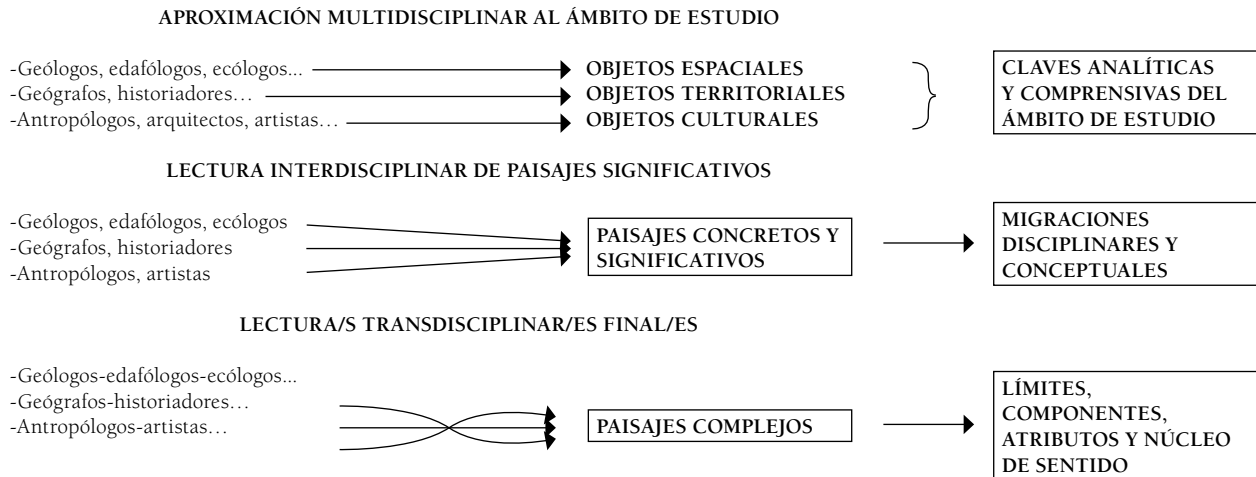 APROXIMACIÓN MULTIDISCIPLINAR AL ÁMBITO DE ESTUDIO
-Geólogos, edafólogos, ecólogos...
-Geógrafos, historiadores…
-Antropólogos, arquitectos, artistas…
OBJETOS ESPACIALES
OBJETOS TERRITORIALES
OBJETOS CULTURALES
CLAVES ANALÍTICAS
Y COMPRENSIVAS DEL
ÁMBITO DE ESTUDIO
LECTURA INTERDISCIPLINAR DE PAISAJES SIGNIFICATIVOS
-Geólogos, edafólogos, ecólogos
-Geógrafos, historiadores
-Antropólogos, artistas
PAISAJES CONCRETOS Y
SIGNIFICATIVOS
MIGRACIONES
DISCIPLINARES Y
CONCEPTUALES
LECTURA/S TRANSDISCIPLINAR/ES FINAL/ES
-Geólogos-edafólogos-ecólogos...
-Geógrafos-historiadores…
-Antropólogos-artistas…
PAISAJES COMPLEJOS
LÍMITES,
COMPONENTES,
ATRIBUTOS Y NÚCLEO
DE SENTIDO